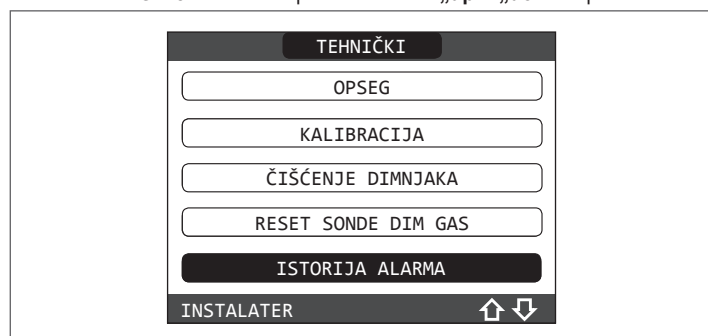 TEHNIČKI
OPSEG
KALIBRACIJA
ČIŠĆENJE DIMNJAKA
RESET SONDE DIM GAS
ISTORIJA ALARMA
INSTALATER